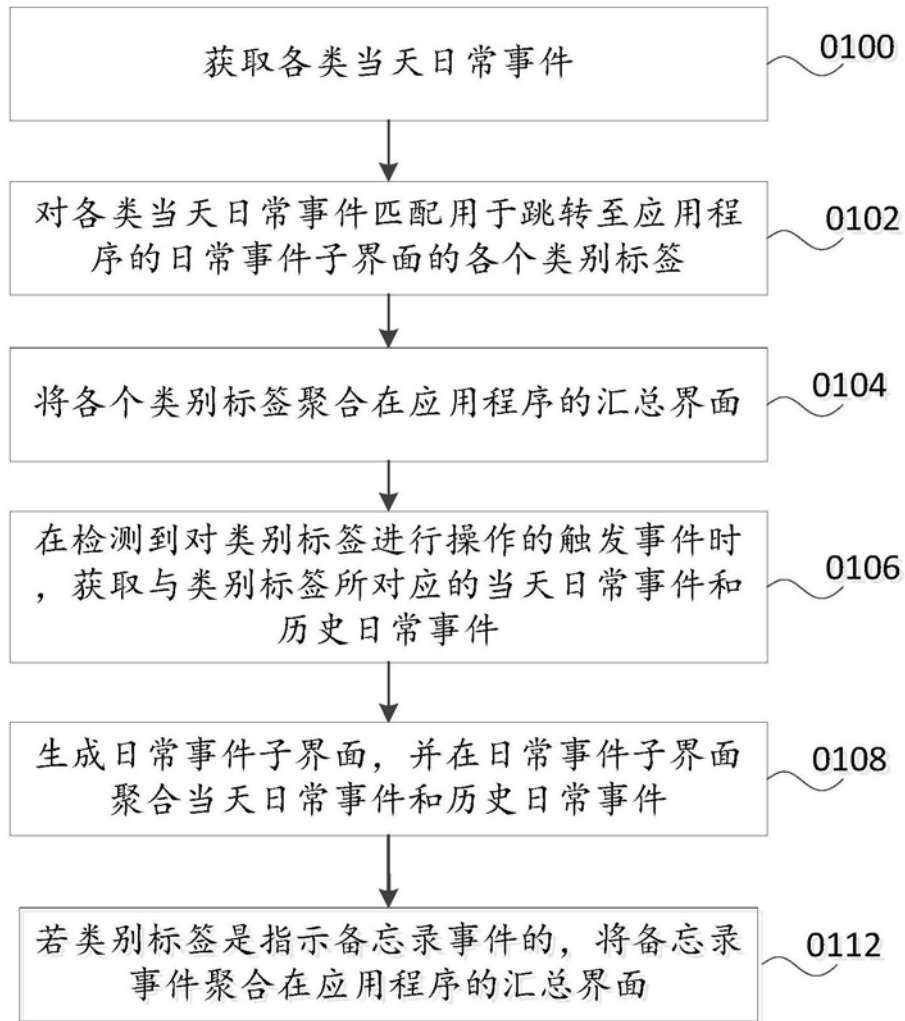 获取各类当天日常事件
0100
对各类当天日常事件匹配用于跳转至应用程
序的日常事件子界面的各个类别标签
0102
将各个类别标签聚合在应用程序的汇总界面
0104
在检测到对类别标签进行操作的触发事件时
，获取与类别标签所对应的当天日常事件和
历史日常事件
0106
生成日常事件子界面，并在日常事件子界面
聚合当天日常事件和历史日常事件
0108
若类别标签是指示备忘录事件的，将备忘录
事件聚合在应用程序的汇总界面
0112